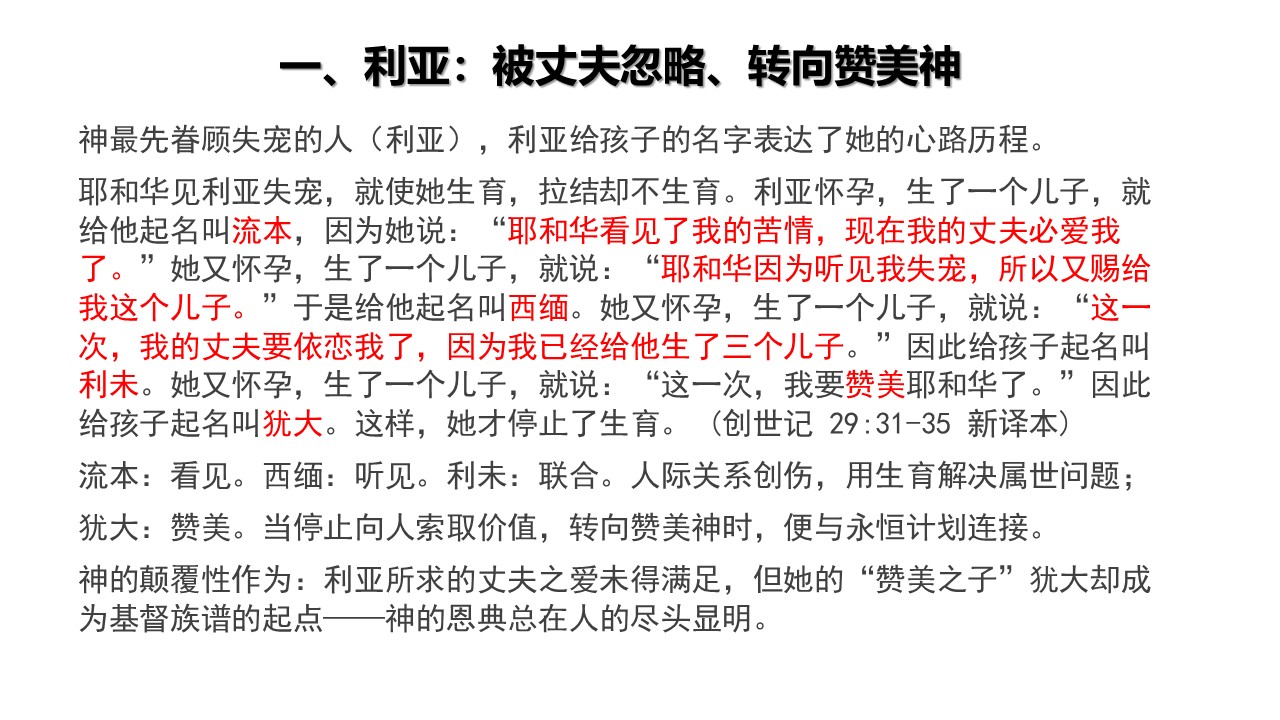 一、利亚：被丈夫忽略、转向赞美神
神最先眷顾失宠的人（利亚），利亚给孩子的名字表达了她的心路历程。
耶和华见利亚失宠，就使她生育，拉结却不生育。利亚怀孕，生了一个儿子，就
给他起名叫流本，因为她说：“耶和华看见了我的苦情，现在我的丈夫必爱我
了。”她又怀孕，生了一个儿子，就说：“耶和华因为听见我失宠，所以又赐给
我这个儿子。”于是给他起名叫西缅。她又怀孕，生了一个儿子，就说：“这一
次，我的丈夫要依恋我了，因为我已经给他生了三个儿子。”因此给孩子起名叫
利未。她又怀孕，生了一个儿子，就说：“这一次，我要赞美耶和华了。”因此
给孩子起名叫犹大。这样，她才停止了生育。 (创世记 29:31-35 新译本)
流本：看见。西缅：听见。利未：联合。人际关系创伤，用生育解决属世问题；
犹大：赞美。当停止向人索取价值，转向赞美神时，便与永恒计划连接。
神的颠覆性作为：利亚所求的丈夫之爱未得满足，但她的“赞美之子”犹大却成
为基督族谱的起点——神的恩典总在人的尽头显明。